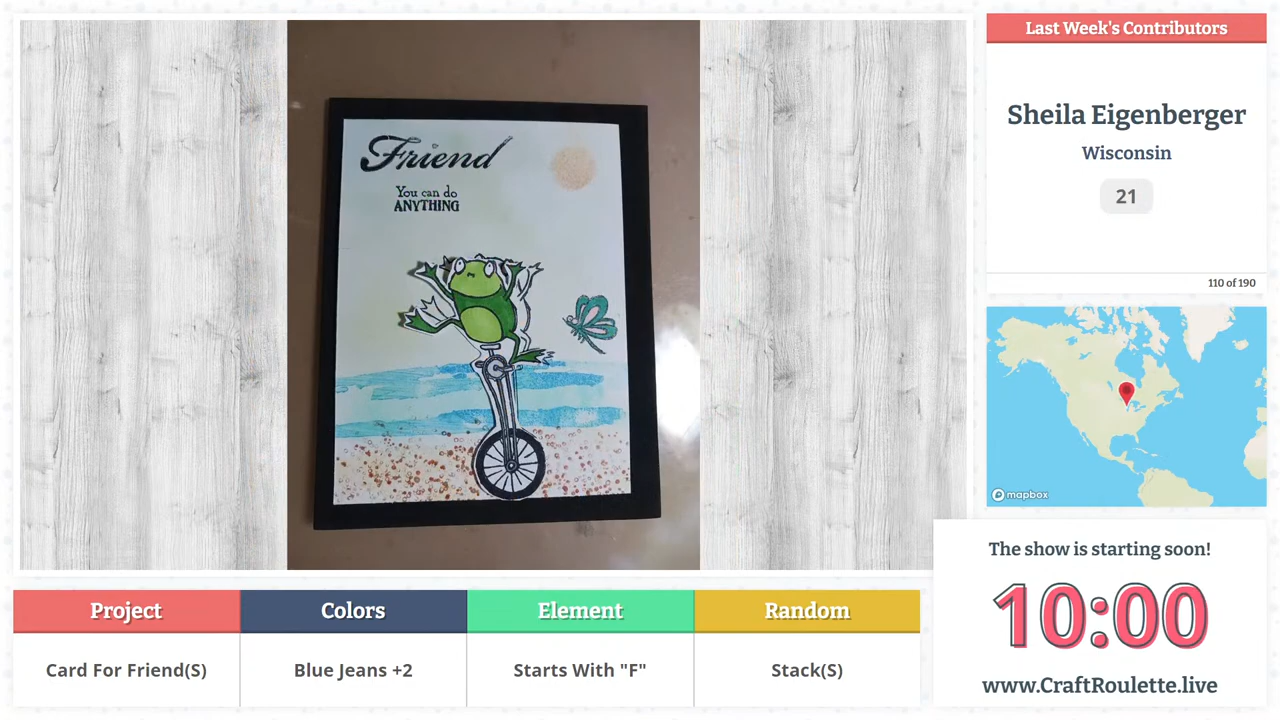 Last Week's Contributors
Sheila Eigenberger
Wisconsin
21
110 of 190
Friend
You can do
ANYTHING
mapbox
The show is starting soon!
10:00
www.CraftRoulette.live
Project
Colors
Element
Random
Card For Friend(S)
Blue Jeans +2
Starts With "F"
Stack(S)